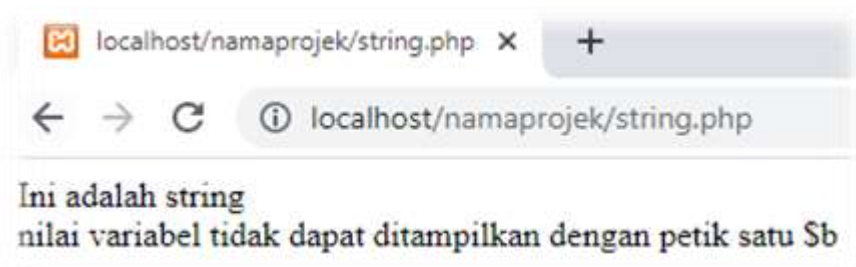 localhost/namaprojek/string.php
localhost/namaprojek/string.php
Ini adalah string
nilai variabel tidak dapat ditampilkan dengan petik satu $b